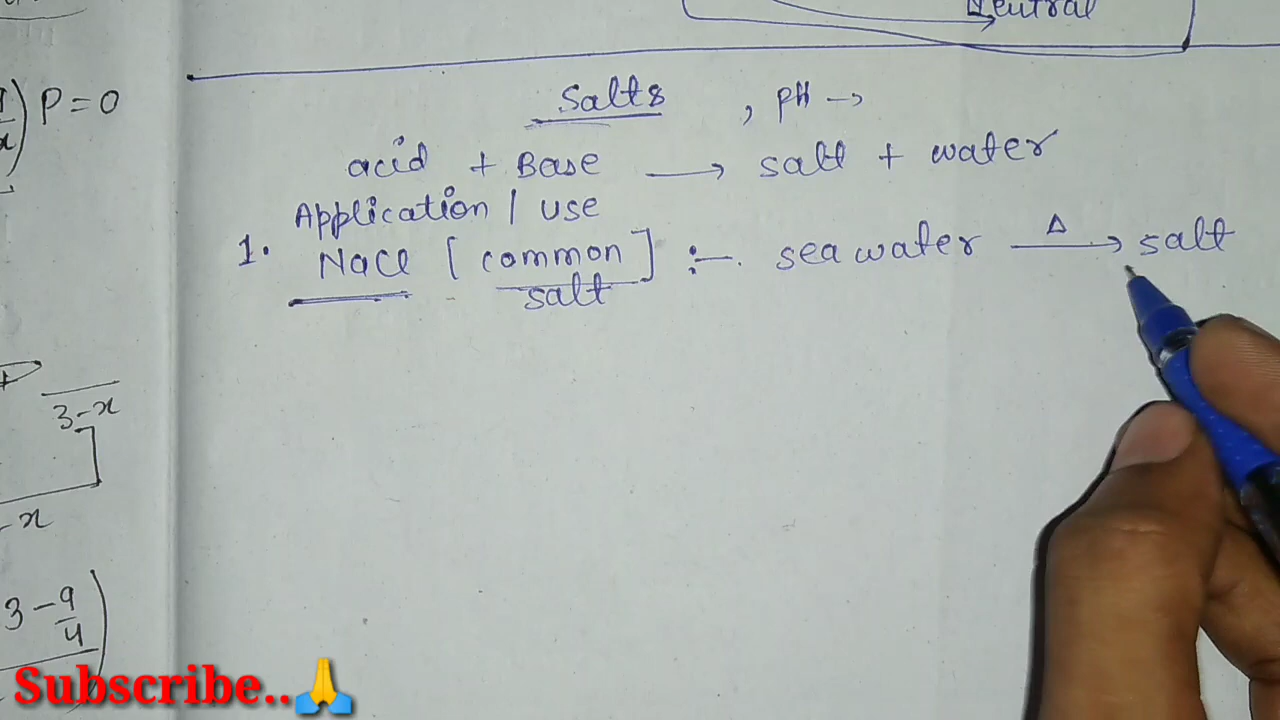 Neutral
Salts , pH →
acid + Base → salt + water
Application / use
1. NaCl [common salt] :- sea water Δ→ salt
P = 0
x
3-x
-x
3 - 9/4
Subscribe..🙏